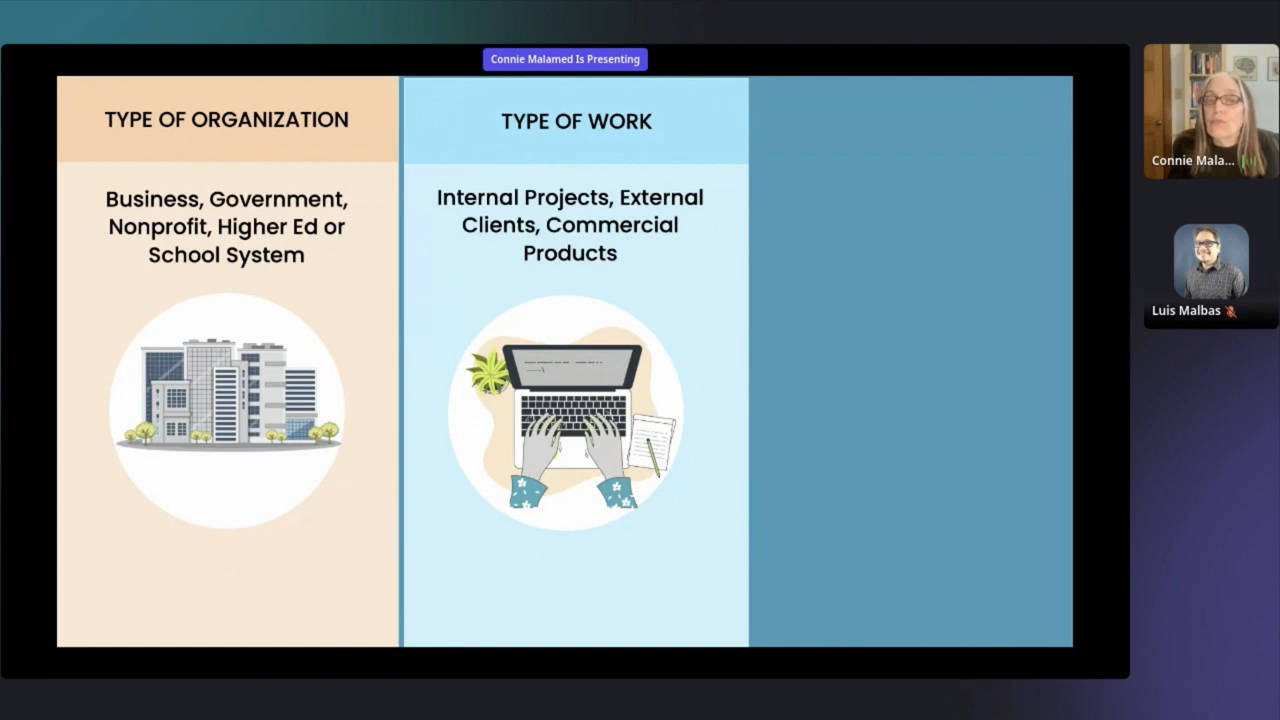 Connie Malamed Is Presenting
TYPE OF ORGANIZATION
Business, Government,
Nonprofit, Higher Ed or
School System
TYPE OF WORK
Internal Projects, External
Clients, Commercial
Products
Connie Mala...
Luis Malbas